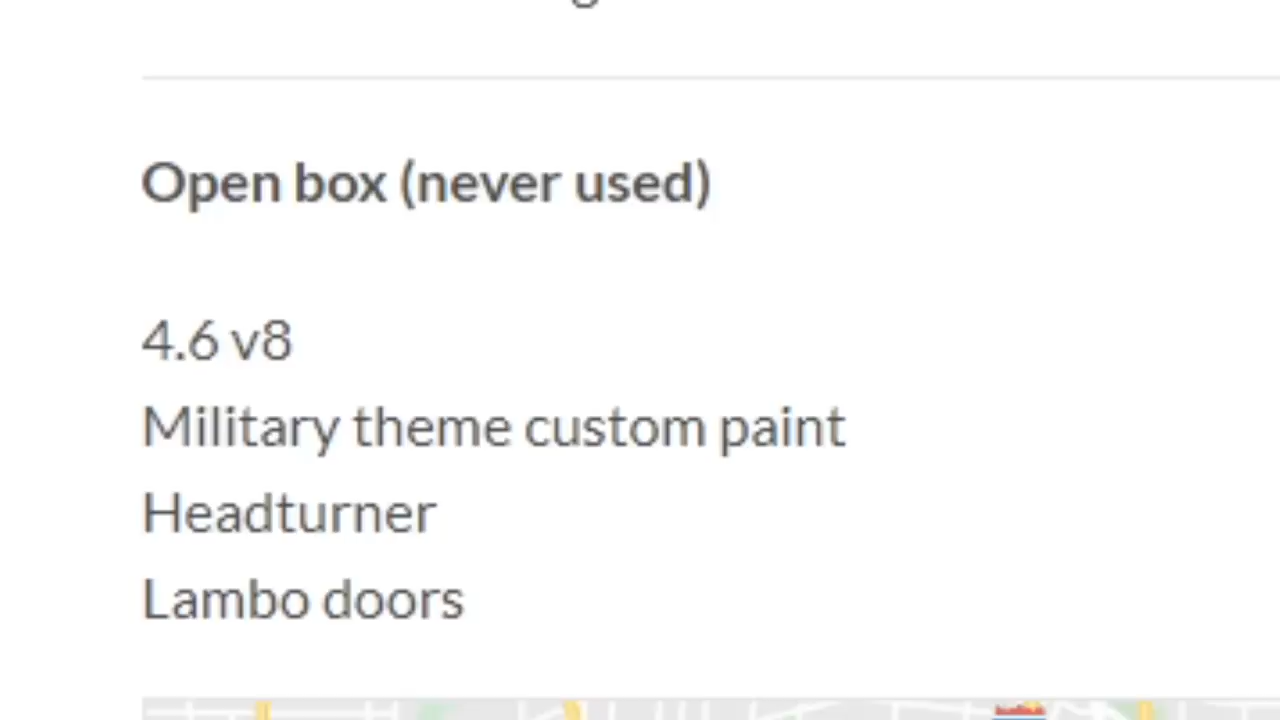 Open box (never used)
4.6 v8
Military theme custom paint
Headturner
Lambo doors